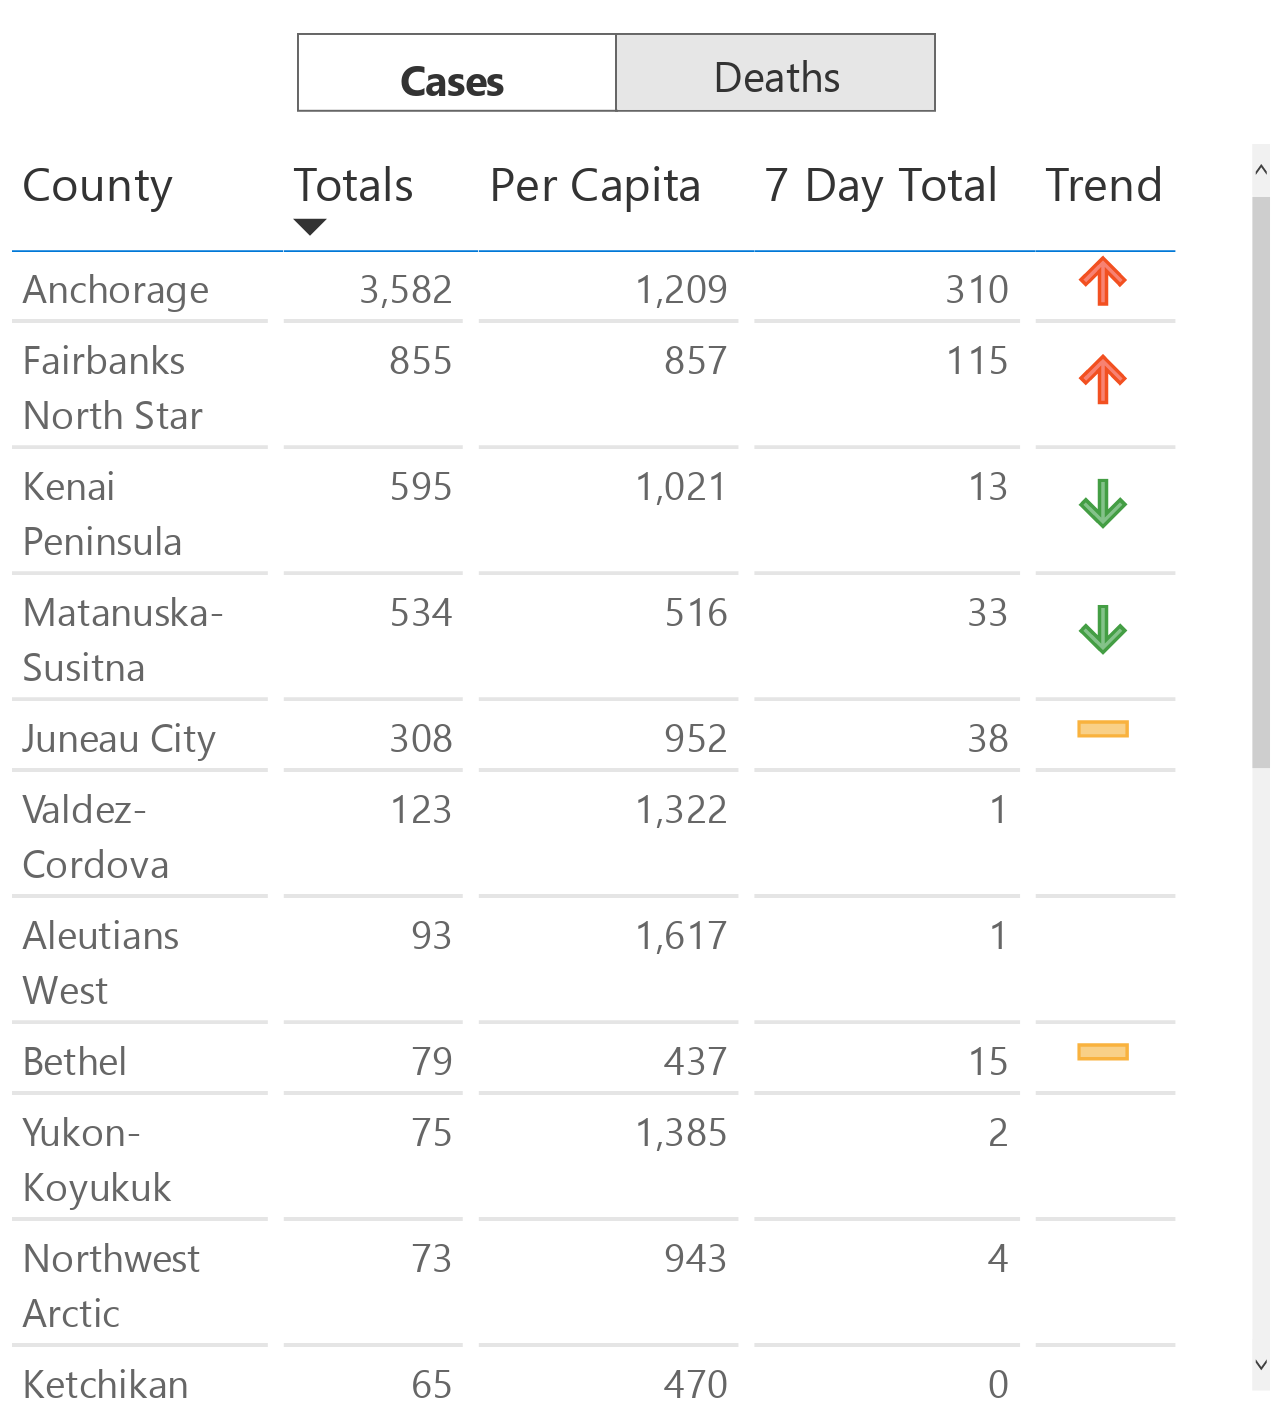 Cases Deaths
County Totals Per Capita 7 Day Total Trend
Anchorage 3,582 1,209 310
Fairbanks 855 857 115
North Star
Kenai 595 1,021 13
Peninsula
Matanuska- 534 516 33
Susitna
Juneau City 308 952 38
Valdez- 123 1,322 1
Cordova
Aleutians 93 1,617 1
West
Bethel 79 437 15
Yukon- 75 1,385 2
Koyukuk
Northwest 73 943 4
Arctic
Ketchikan 65 470 0